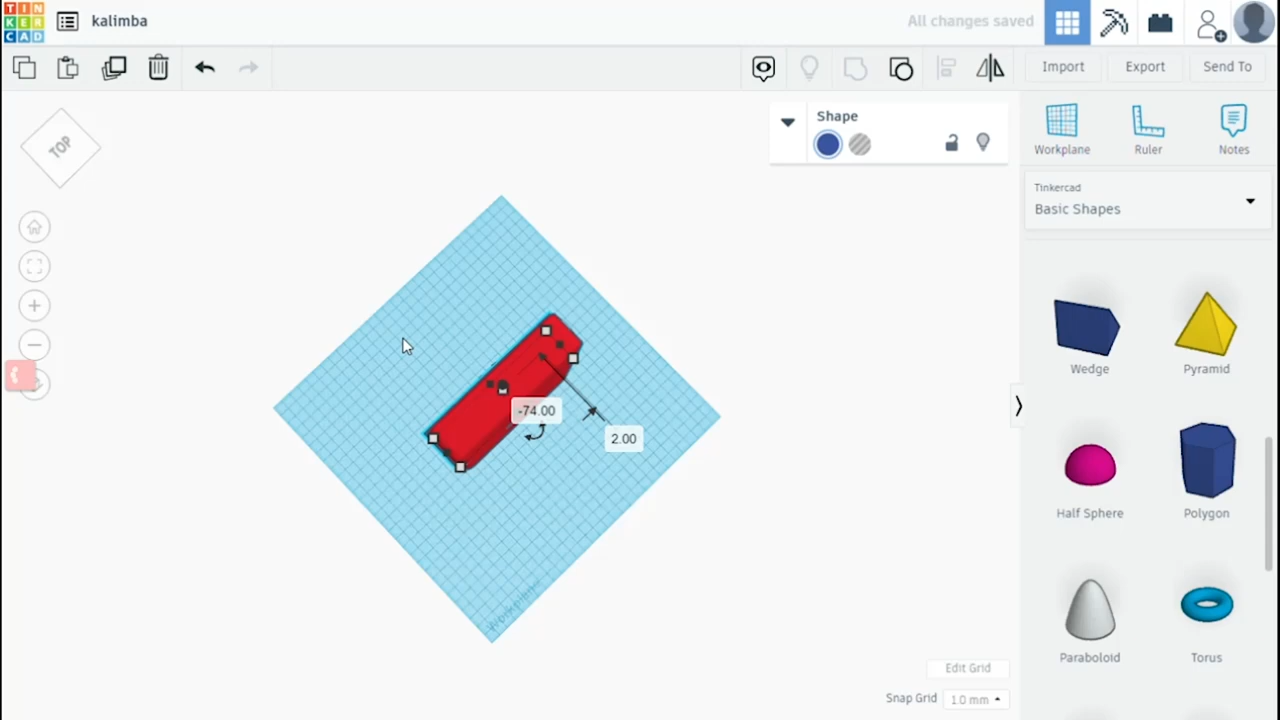 TIN
KER
CAD
kalimba
All changes saved
Import
Export
Send To
TOP
Shape
Workplane
Ruler
Notes
Tinkercad
Basic Shapes
-74.00
2.00
Wedge
Pyramid
Half Sphere
Polygon
Workplane
Paraboloid
Torus
Edit Grid
Snap Grid
1.0 mm